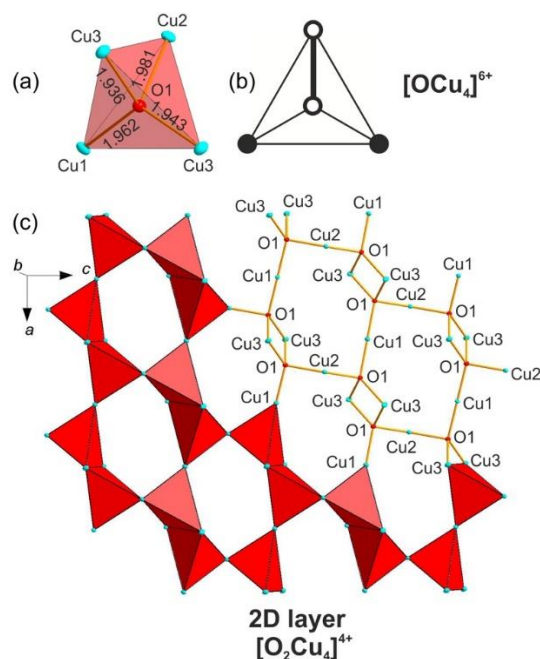 Cu3 Cu2
(a) (b)
1.981
1.936 O1
1.943
1.962
Cu1 Cu3
[OCu₄]⁶⁺
(c)
Cu3 Cu3 Cu1
b c O1 Cu2 O1 Cu1
a Cu1 Cu3 Cu3
O1 O1 Cu2 O1
Cu3 Cu3 Cu1 Cu3 Cu3
O1 Cu2 O1 O1 Cu2
Cu1 Cu3 Cu3 Cu1
O1 Cu2 O1
Cu1 Cu3 Cu3
2D layer
[O₂Cu₄]⁴⁺